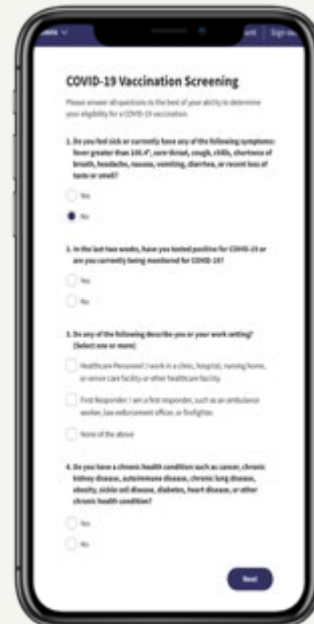 COVID-19 Vaccination Screening
Please answer all questions to the best of your ability to determine
your eligibility for a COVID-19 vaccination.
1. Do you feel sick or currently have any of the following symptoms:
fever greater than 100.4°, sore throat, cough, chills, shortness of
breath, headache, nausea, vomiting, diarrhea, or recent loss of
taste or smell?
Yes
No
2. In the last two weeks, have you tested positive for COVID-19 or
are you currently being monitored for COVID-19?
Yes
No
3. Do any of the following describe you or your work setting?
(Select one or more)
Healthcare Personnel: I work in a clinic, hospital, nursing home,
or senior care facility or other healthcare facility.
First Responder: I am a first responder, such as an ambulance
worker, law enforcement officer, or firefighter.
None of the above
4. Do you have a chronic health condition such as cancer, chronic
kidney disease, autoimmune disease, chronic lung disease,
obesity, sickle cell disease, diabetes, heart disease, or other
chronic health condition?
Yes
No
Next